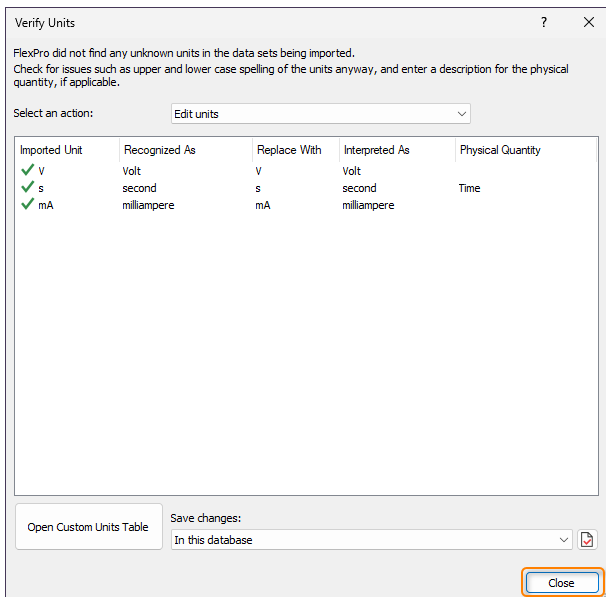 Verify Units ?
FlexPro did not find any unknown units in the data sets being imported.
Check for issues such as upper and lower case spelling of the units anyway, and enter a description for the physical
quantity, if applicable.
Select an action: Edit units
Imported Unit Recognized As Replace With Interpreted As Physical Quantity
V Volt V Volt
s second s second Time
mA milliampere mA milliampere
Save changes:
Open Custom Units Table
In this database
Close